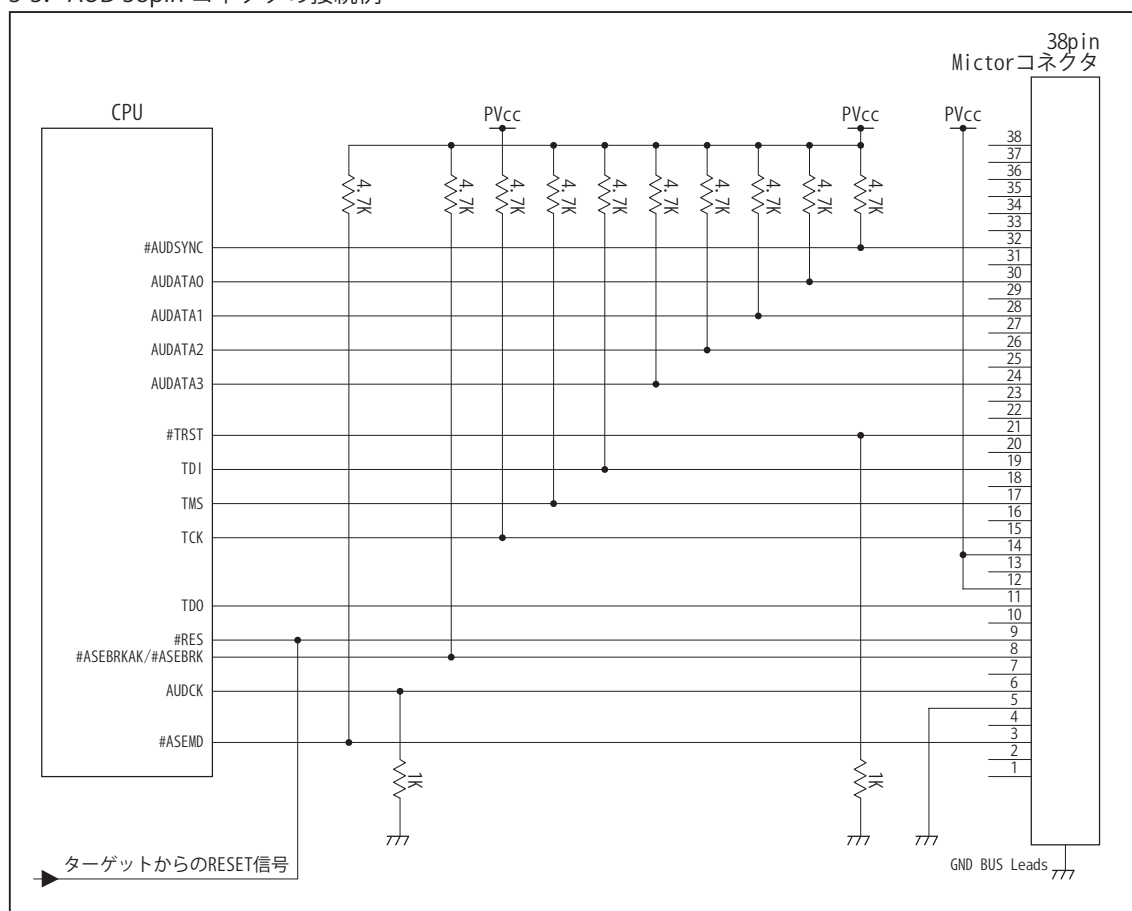 38pin
Mictorコネクタ
CPU
PVcc
PVcc
PVcc
4.7K
4.7K
4.7K
4.7K
4.7K
4.7K
4.7K
4.7K
4.7K
4.7K
38
37
36
35
34
33
32
31
30
29
28
27
26
25
24
23
22
21
20
19
18
17
16
15
14
13
12
11
10
9
8
7
6
5
4
3
2
1
#AUDSYNC
AUDATA0
AUDATA1
AUDATA2
AUDATA3
#TRST
TDI
TMS
TCK
TDO
#RES
#ASEBRKAK/#ASEBRK
AUDCK
#ASEMD
1K
1K
ターゲットからのRESET信号
GND BUS Leads